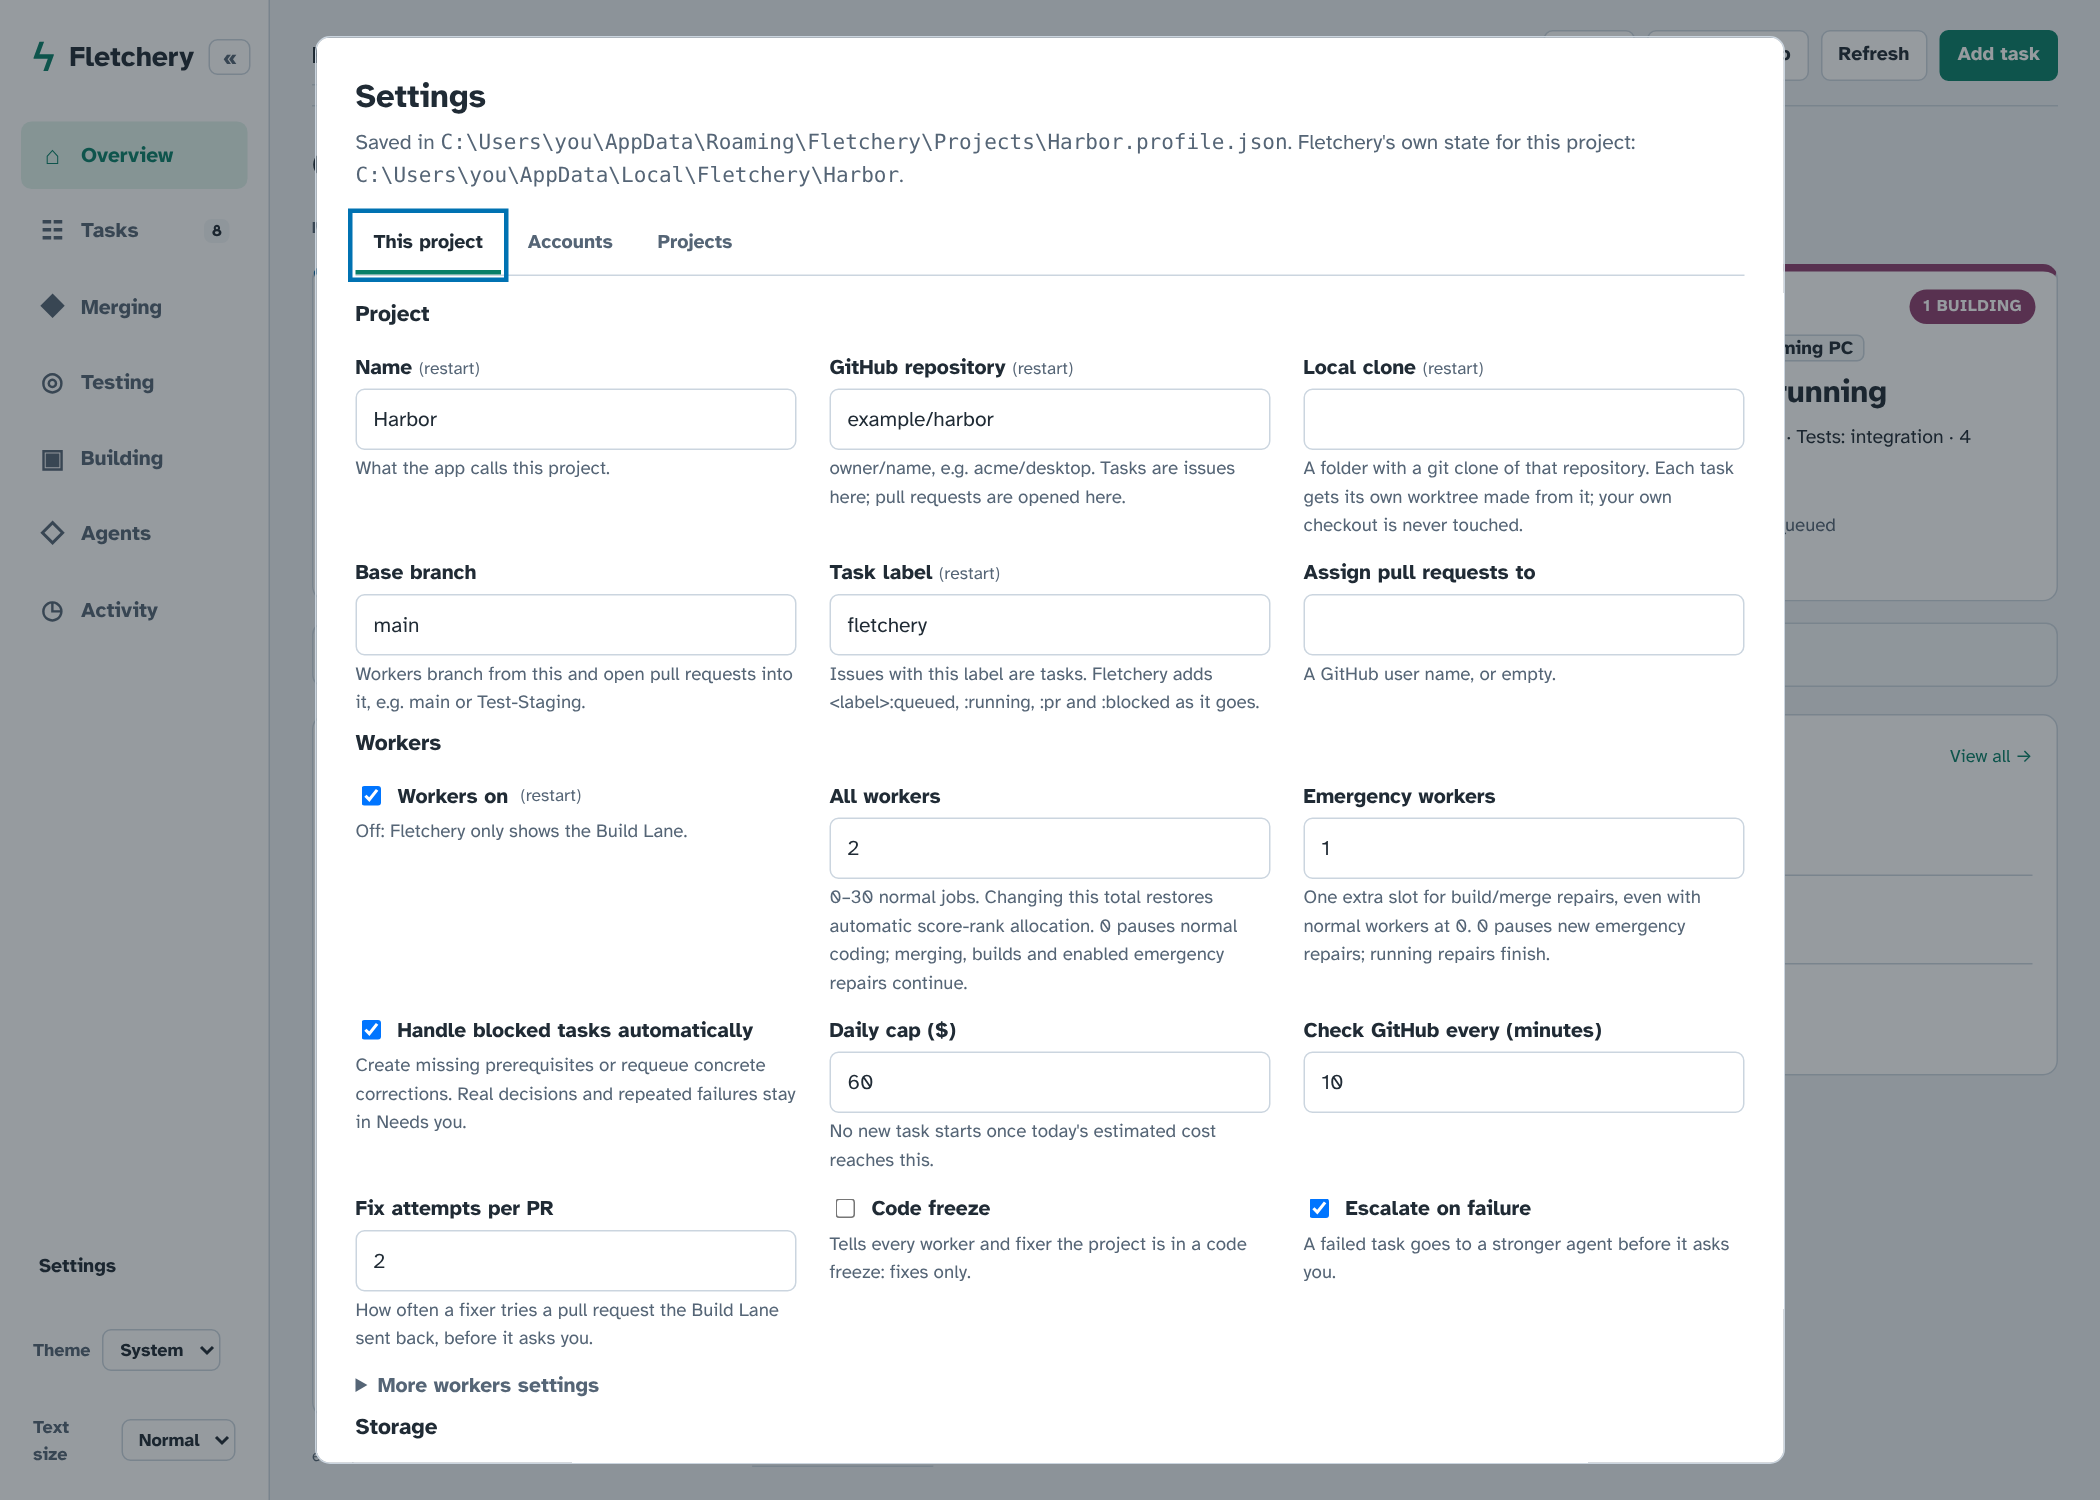 Fletchery
«
Refresh
Add task
Overview
Tasks 8
Merging
Testing
Building
Agents
Activity
Settings
Theme System
Text size Normal
Settings
Saved in C:\Users\you\AppData\Roaming\Fletchery\Projects\Harbor.profile.json. Fletchery's own state for this project:
C:\Users\you\AppData\Local\Fletchery\Harbor.
This project Accounts Projects
Project
Name (restart)
Harbor
What the app calls this project.
GitHub repository (restart)
example/harbor
owner/name, e.g. acme/desktop. Tasks are issues
here; pull requests are opened here.
Local clone (restart)
A folder with a git clone of that repository. Each task
gets its own worktree made from it; your own
checkout is never touched.
Base branch
main
Workers branch from this and open pull requests into
it, e.g. main or Test-Staging.
Task label (restart)
fletchery
Issues with this label are tasks. Fletchery adds
<label>:queued, :running, :pr and :blocked as it goes.
Assign pull requests to
A GitHub user name, or empty.
Workers
Workers on (restart)
Off: Fletchery only shows the Build Lane.
All workers
2
0–30 normal jobs. Changing this total restores
automatic score-rank allocation. 0 pauses normal
coding; merging, builds and enabled emergency
repairs continue.
Emergency workers
1
One extra slot for build/merge repairs, even with
normal workers at 0. 0 pauses new emergency
repairs; running repairs finish.
Handle blocked tasks automatically
Create missing prerequisites or requeue concrete
corrections. Real decisions and repeated failures stay
in Needs you.
Daily cap ($)
60
No new task starts once today's estimated cost
reaches this.
Check GitHub every (minutes)
10
Fix attempts per PR
2
How often a fixer tries a pull request the Build Lane
sent back, before it asks you.
Code freeze
Tells every worker and fixer the project is in a code
freeze: fixes only.
Escalate on failure
A failed task goes to a stronger agent before it asks
you.
More workers settings
Storage
1 BUILDING
PC
running
· Tests: integration · 4
View all →